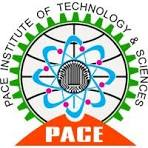 PACE INSTITUTE OF TECHNOLOGY & SCIENCES
PACE